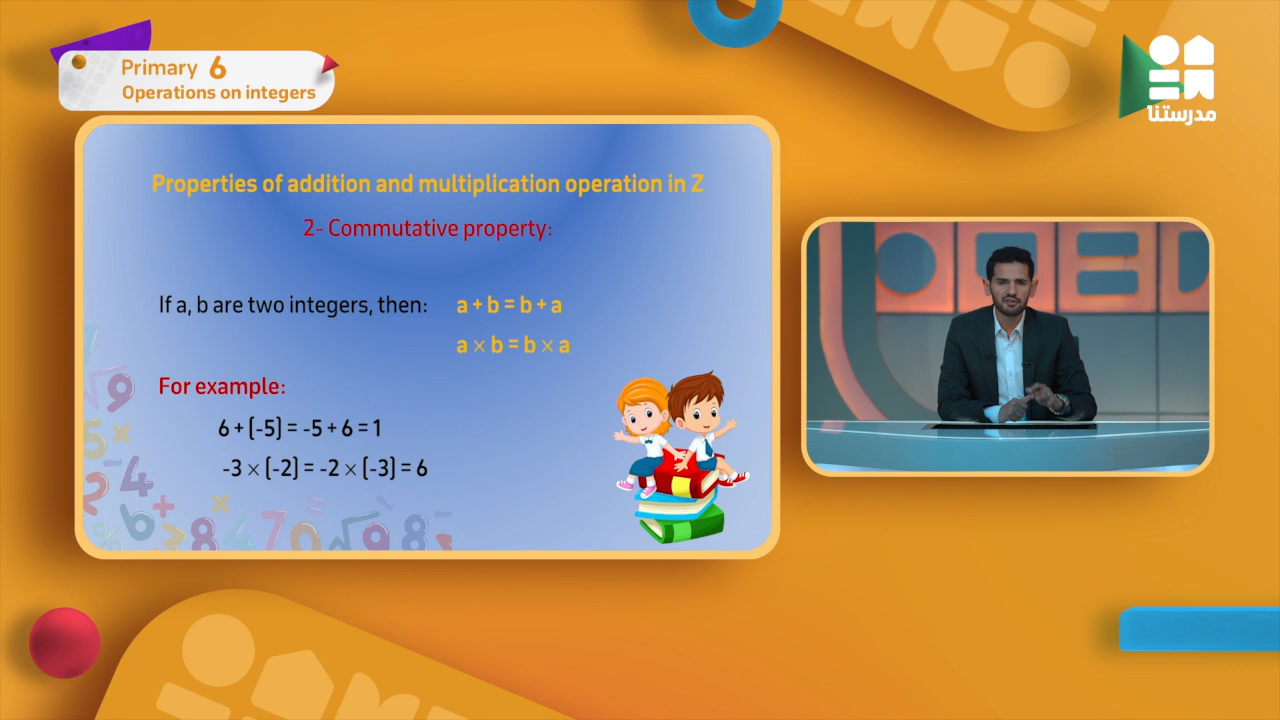 Primary 6
Operations on integers
مدرستنا
Properties of addition and multiplication operation in Z
2- Commutative property:
If a, b are two integers, then: a + b = b + a
a × b = b × a
For example:
6 + (-5) = -5 + 6 = 1
-3 × (-2) = -2 × (-3) = 6